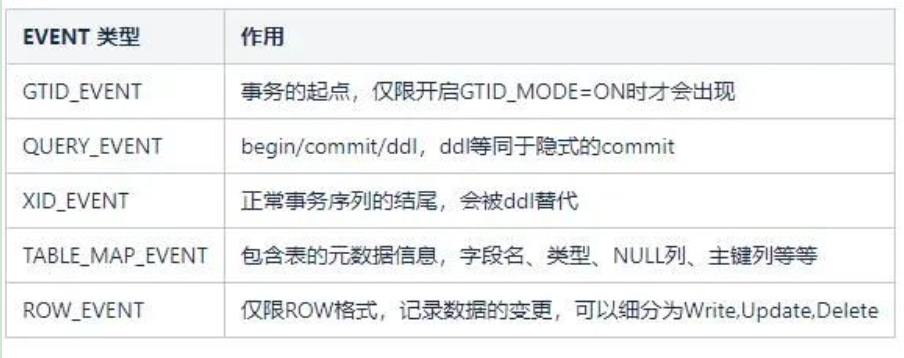 EVENT 类型 作用
GTID_EVENT 事务的起点，仅限开启GTID_MODE=ON时才会出现
QUERY_EVENT begin/commit/ddl，ddl等同于隐式的commit
XID_EVENT 正常事务序列的结尾，会被ddl替代
TABLE_MAP_EVENT 包含表的元数据信息，字段名、类型、NULL列、主键列等等
ROW_EVENT 仅限ROW格式，记录数据的变更，可以细分为Write,Update,Delete